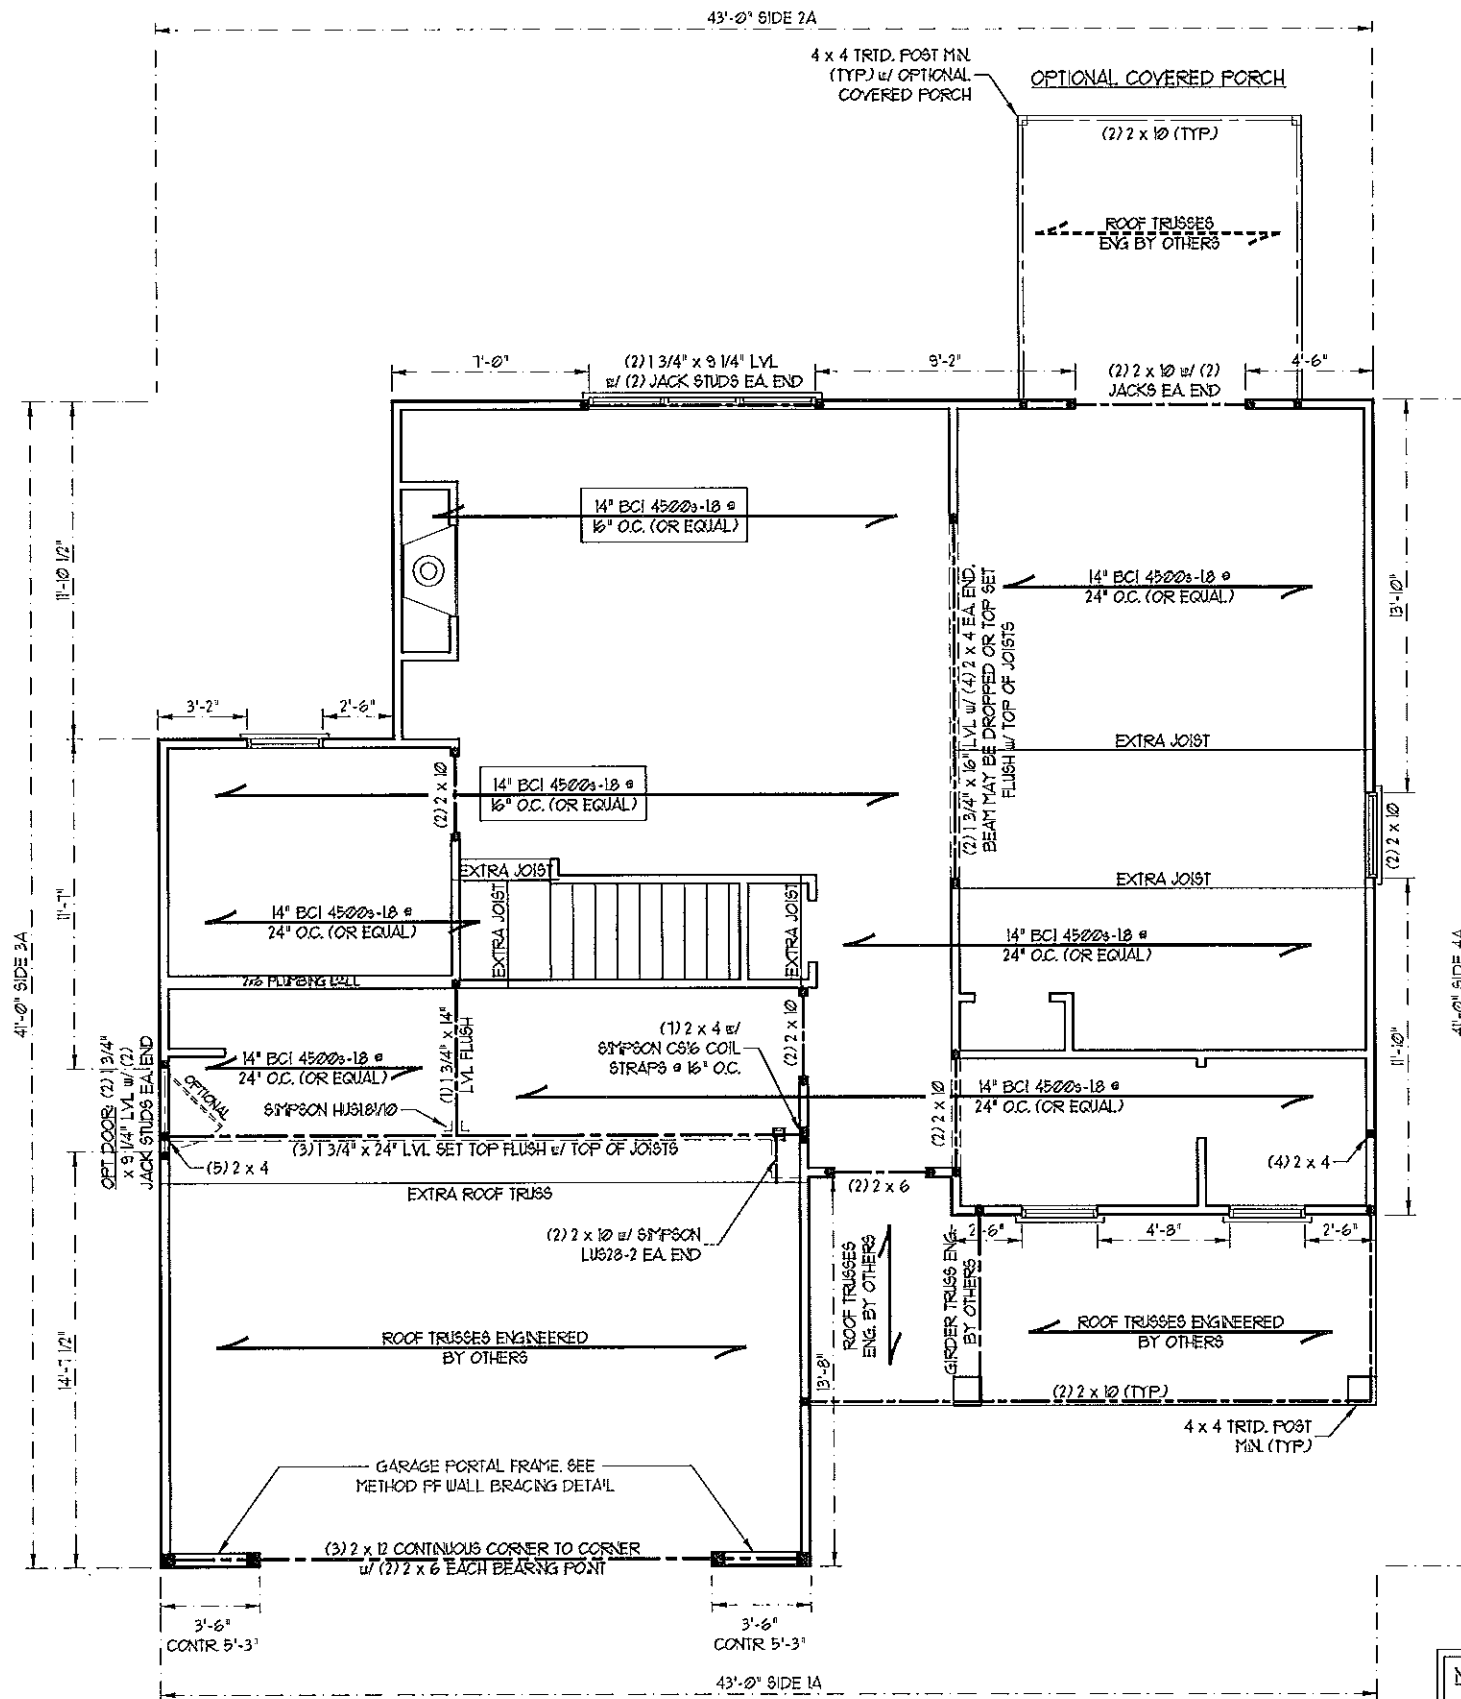 43'-0" SIDE 2A
4 x 4 TRTD. POST MIN.
(TYP.) w/ OPTIONAL
COVERED PORCH
OPTIONAL COVERED PORCH
(2) 2 x 10 (TYP.)
ROOF TRUSSES
ENG BY OTHERS
7'-0"
(2) 1 3/4" x 9 1/4" LVL
w/ (2) JACK STUDS EA. END
9'-2"
(2) 2 x 10 w/ (2)
JACKS EA. END
4'-6"
14" BCI 4500s-1.8 @
16" O.C. (OR EQUAL)
11'-10 1/2"
14" BCI 4500s-1.8 @
24" O.C. (OR EQUAL)
13'-10"
(2) 1 3/4" x 16" LVL w/ (4) 2 x 4 EA. END.
BEAM MAY BE DROPPED OR TOP SET
FLUSH w/ TOP OF JOISTS
3'-2"
2'-6"
EXTRA JOIST
(2) 2 x 10
14" BCI 4500s-1.8 @
16" O.C. (OR EQUAL)
(2) 2 x 10
EXTRA JOIST
EXTRA JOIST
11'-7"
14" BCI 4500s-1.8 @
24" O.C. (OR EQUAL)
EXTRA JOIST
EXTRA JOIST
14" BCI 4500s-1.8 @
24" O.C. (OR EQUAL)
41'-0" SIDE 3A
41'-0" SIDE 4A
2x6 PLUMBING WALL
(1) 1 3/4" x 14"
LVL FLUSH
(1) 2 x 4 w/
SIMPSON CS16 COIL
STRAPS @ 16" O.C.
(2) 2 x 10
11'-10"
OPT DOOR: (2) 1 3/4"
x 9 1/4" LVL w/ (2)
JACK STUDS EA. END
14" BCI 4500s-1.8 @
24" O.C. (OR EQUAL)
OPTIONAL
SIMPSON HUS1.81/10
14" BCI 4500s-1.8 @
24" O.C. (OR EQUAL)
(2) 2 x 10
(3) 1 3/4" x 24" LVL SET TOP FLUSH w/ TOP OF JOISTS
(5) 2 x 4
(4) 2 x 4
EXTRA ROOF TRUSS
(2) 2 x 6
(2) 2 x 10 w/ SIMPSON
LUS28-2 EA. END
2'-6"
4'-8"
2'-6"
ROOF TRUSSES
ENG. BY OTHERS
GIRDER TRUSS ENG.
BY OTHERS
ROOF TRUSSES ENGINEERED
BY OTHERS
ROOF TRUSSES ENGINEERED
BY OTHERS
14'-7 1/2"
13'-8"
(2) 2 x 10 (TYP.)
4 x 4 TRTD. POST
MIN. (TYP.)
GARAGE PORTAL FRAME. SEE
METHOD PF WALL BRACING DETAIL
(3) 2 x 12 CONTINUOUS CORNER TO CORNER
w/ (2) 2 x 6 EACH BEARING POINT
3'-6"
CONTR. 5'-3"
3'-6"
CONTR. 5'-3"
43'-0" SIDE 1A